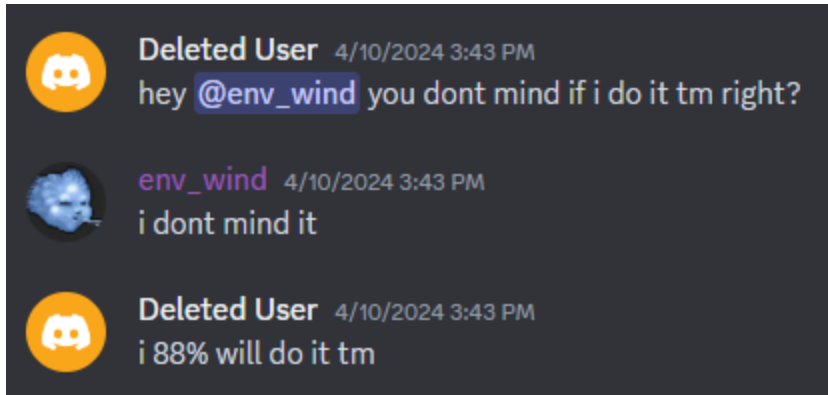 Deleted User 4/10/2024 3:43 PM
hey @env_wind you dont mind if i do it tm right?
env_wind 4/10/2024 3:43 PM
i dont mind it
Deleted User 4/10/2024 3:43 PM
i 88% will do it tm